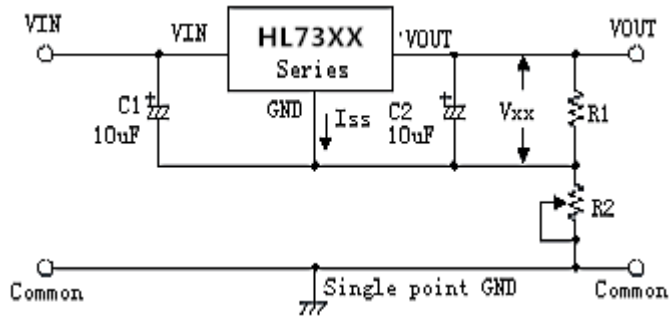 VIN
VIN
HL73XX
Series
VOUT
VOUT
GND
C1
10uF
Iss
C2
10uF
Vxx
R1
R2
Common
Single point GND
Common